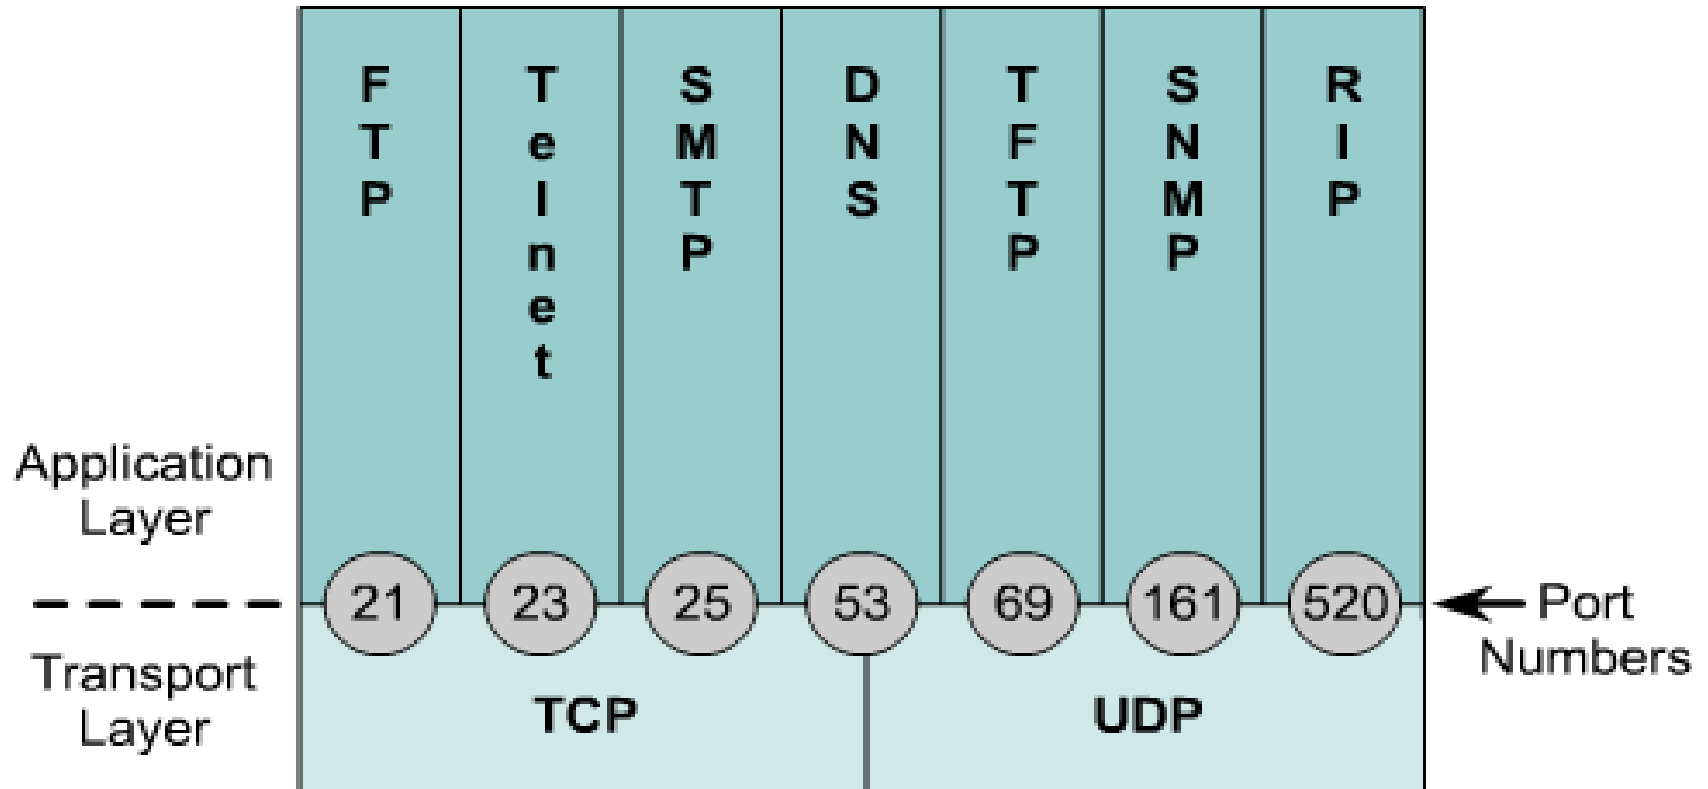 FTP
Telnet
SMTP
DNS
TFTP
SNMP
RIP
Application
Layer
21
23
25
53
69
161
520
Port
Numbers
Transport
Layer
TCP
UDP